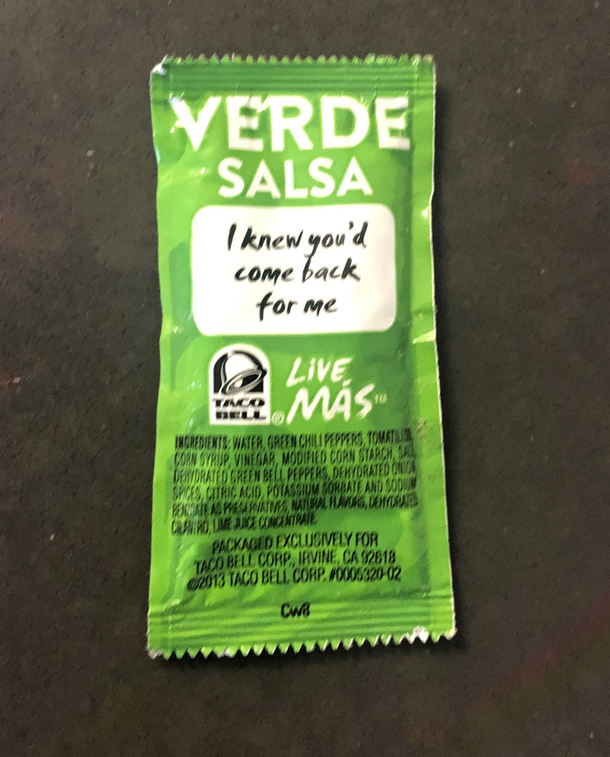 VERDE
SALSA
I knew you'd
come back
for me
TACO
BELL
®
LIVE
MÁS™
INGREDIENTS: WATER, GREEN CHILI PEPPERS, TOMATILLOS,
CORN SYRUP, VINEGAR, MODIFIED CORN STARCH, SALT,
DEHYDRATED GREEN BELL PEPPERS, DEHYDRATED ONION,
SPICES, CITRIC ACID, POTASSIUM SORBATE AND SODIUM
BENZOATE AS PRESERVATIVES, NATURAL FLAVORS, DEHYDRATED
CILANTRO, LIME JUICE CONCENTRATE.
PACKAGED EXCLUSIVELY FOR
TACO BELL CORP., IRVINE, CA 92618
©2013 TACO BELL CORP. #0005320-02
CW8